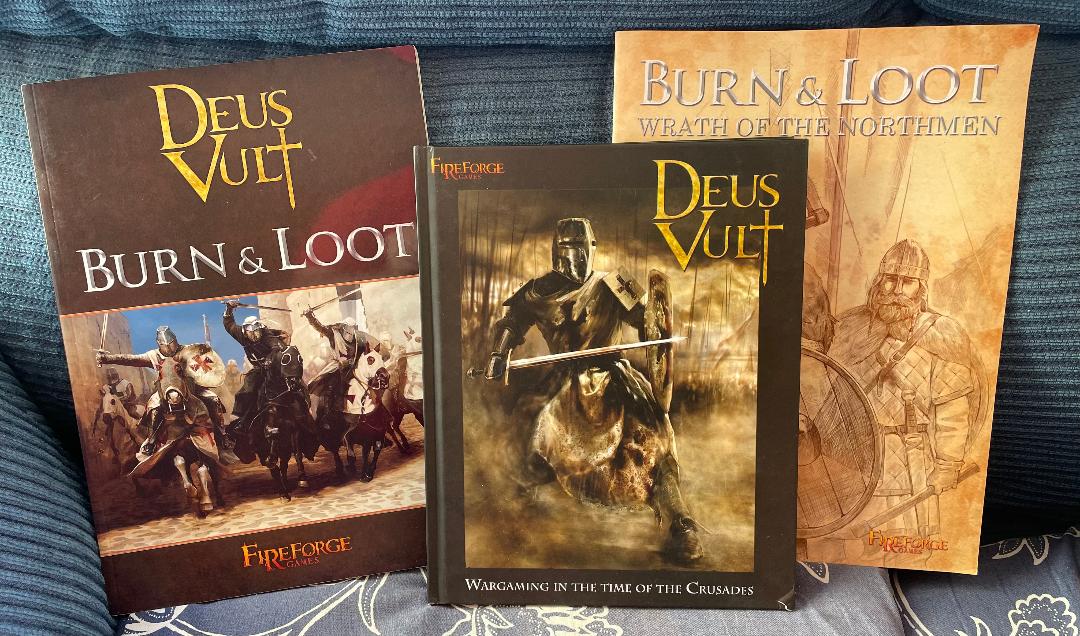 DEUS
VULT
BURN & LOOT
FIREFORGE
GAMES
FIREFORGE
GAMES
DEUS
VULT
WARGAMING IN THE TIME OF THE CRUSADES
BURN & LOOT
WRATH OF THE NORTHMEN
FIREFORGE
GAMES